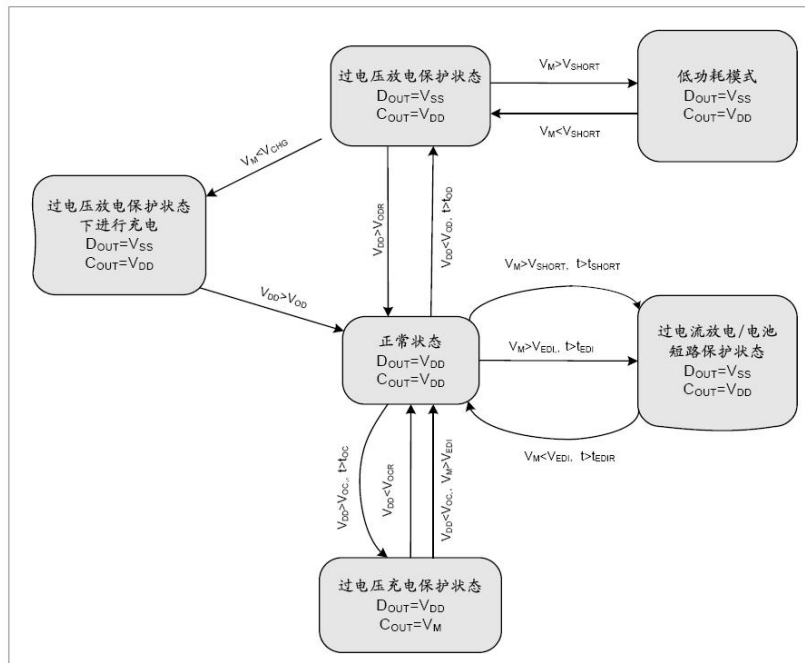 过电压放电保护状态
DOUT=VSS
COUT=VDD
VM>VSHORT
VM<VSHORT
低功耗模式
DOUT=VSS
COUT=VDD
VM<VCHG
过电压放电保护状态
下进行充电
DOUT=VSS
COUT=VDD
VDD>VODR
VDD<VOD, t>tOD
VDD>VOD
VM>VSHORT, t>tSHORT
正常状态
DOUT=VDD
COUT=VDD
VM>VEDI, t>tEDI
过电流放电/电池
短路保护状态
DOUT=VSS
COUT=VDD
VM<VEDI, t>tEDIR
VDD>VOC, t>tOC
VDD<VOCR
VDD<VOC, VM>VEDI
过电压充电保护状态
DOUT=VDD
COUT=VM